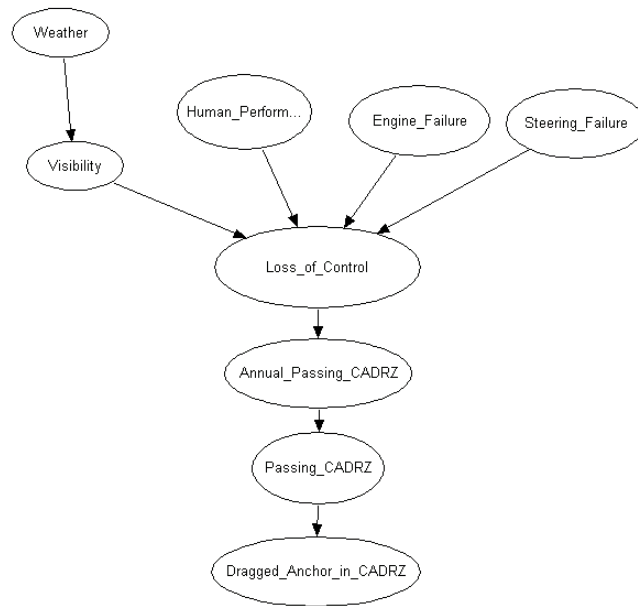 Weather
Human_Perform...
Engine_Failure
Steering_Failure
Visibility
Loss_of_Control
Annual_Passing_CADRZ
Passing_CADRZ
Dragged_Anchor_in_CADRZ